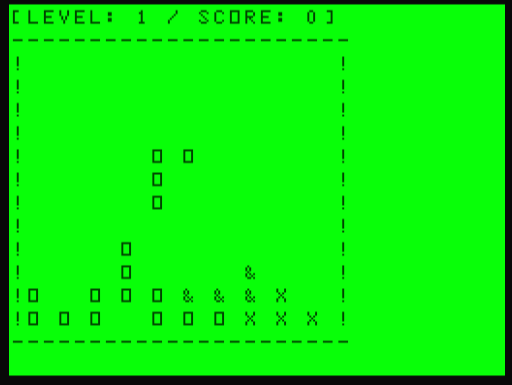 [LEVEL: 1 / SCORE: 0]
----------------------
!                    !
!                    !
!                    !
!                    !
!        O O         !
!        O           !
!        O           !
!                    !
!      O             !
!      O       &     !
!O   O O O & & & X   !
!O O O   O O O X X X !
----------------------